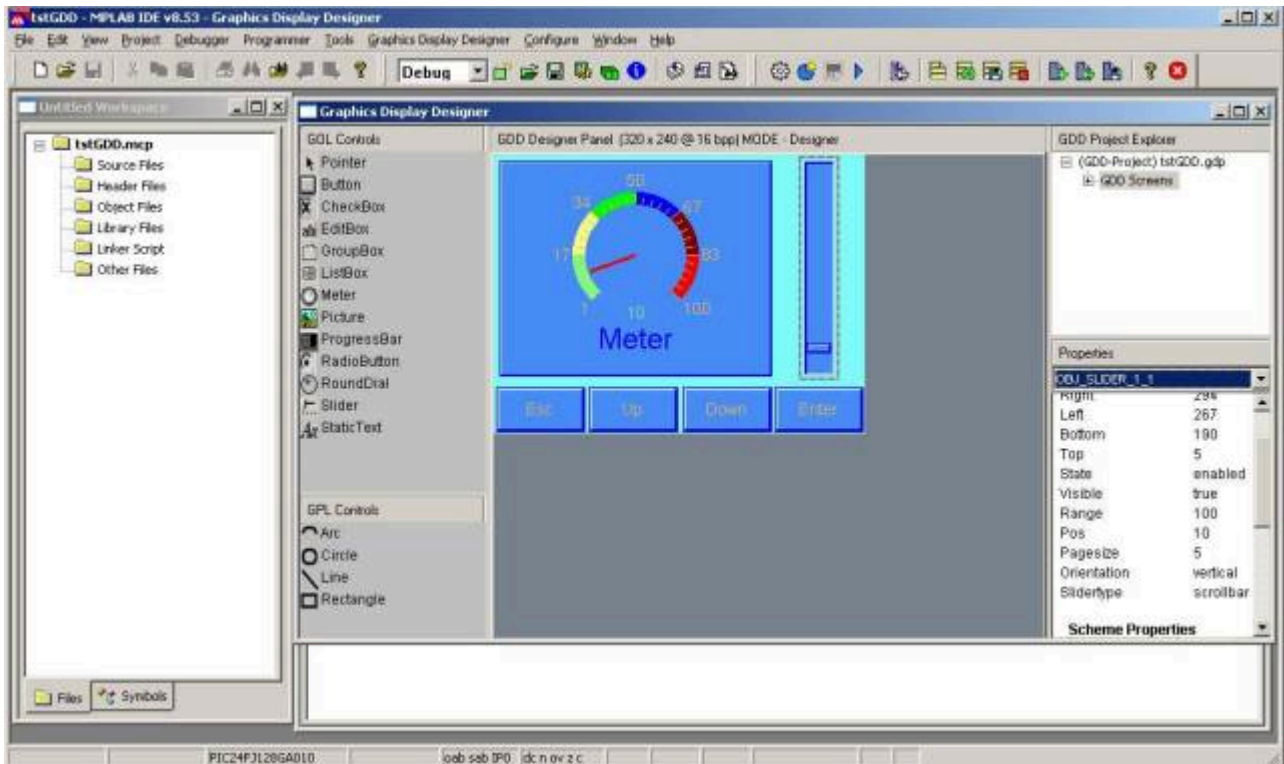 tstGDD - MPLAB IDE v8.53 - Graphics Display Designer
File Edit View Project Debugger Programmer Tools Graphics Display Designer Configure Window Help
Debug
Untitled Workspace
tstGDD.mcp
Source Files
Header Files
Object Files
Library Files
Linker Script
Other Files
Files
Symbols
Graphics Display Designer
GOL Controls
Pointer
Button
CheckBox
EditBox
GroupBox
ListBox
Meter
Picture
ProgressBar
RadioButton
RoundDial
Slider
StaticText
GPL Controls
Arc
Circle
Line
Rectangle
GDD Designer Panel (320 x 240 @ 16 bpp) MODE - Designer
50
34
67
17
83
1
10
100
Meter
Esc
Up
Down
Enter
GDD Project Explorer
(GDD-Project) tstGDD.gdp
GDD Screens
Properties
OBJ_SLIDER_1_1
Right 294
Left 267
Bottom 190
Top 5
State enabled
Visible true
Range 100
Pos 10
Pagesize 5
Orientation vertical
Slidertype scrollbar
Scheme Properties
PIC24FJ128GA010
oab sab IP0
dc n ov z c